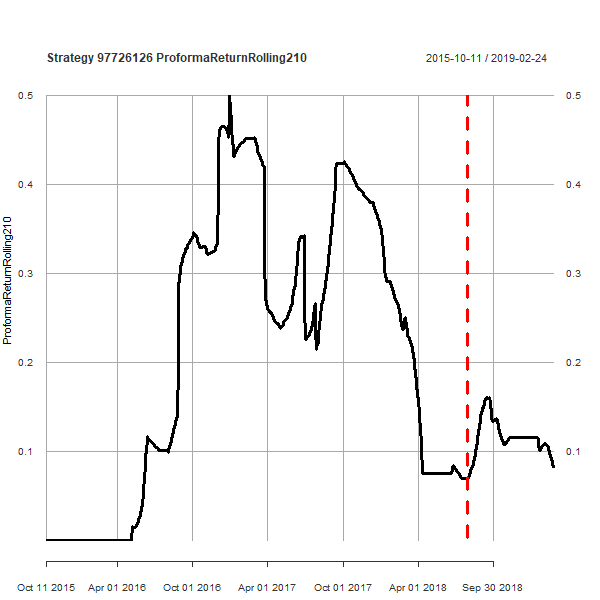 Strategy 97726126 ProformaReturnRolling210
2015-10-11 / 2019-02-24
0.5
0.5
0.4
0.4
0.3
0.3
0.2
0.2
0.1
0.1
ProformaReturnRolling210
Oct 11 2015
Apr 01 2016
Oct 01 2016
Apr 01 2017
Oct 01 2017
Apr 01 2018
Sep 30 2018